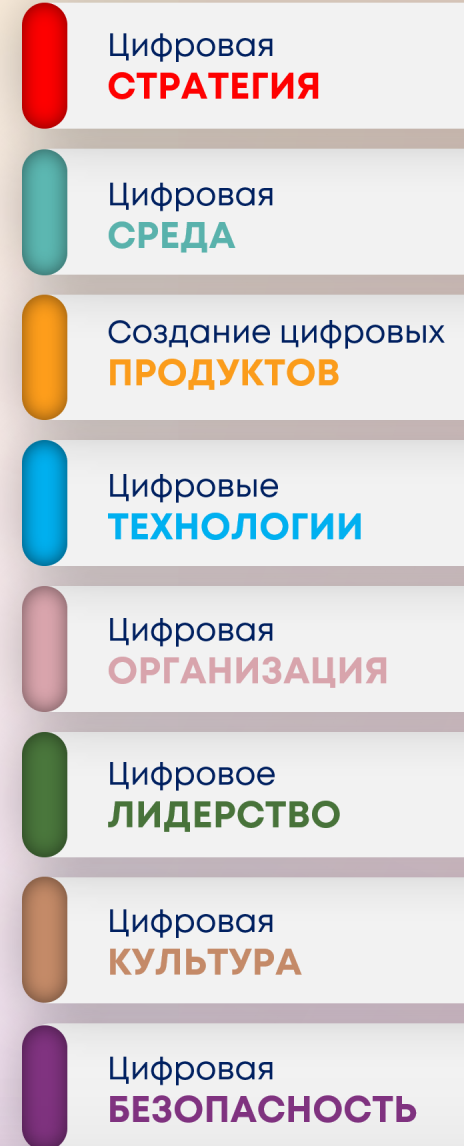 Цифровая
СТРАТЕГИЯ
Цифровая
СРЕДА
Создание цифровых
ПРОДУКТОВ
Цифровые
ТЕХНОЛОГИИ
Цифровая
ОРГАНИЗАЦИЯ
Цифровое
ЛИДЕРСТВО
Цифровая
КУЛЬТУРА
Цифровая
БЕЗОПАСНОСТЬ